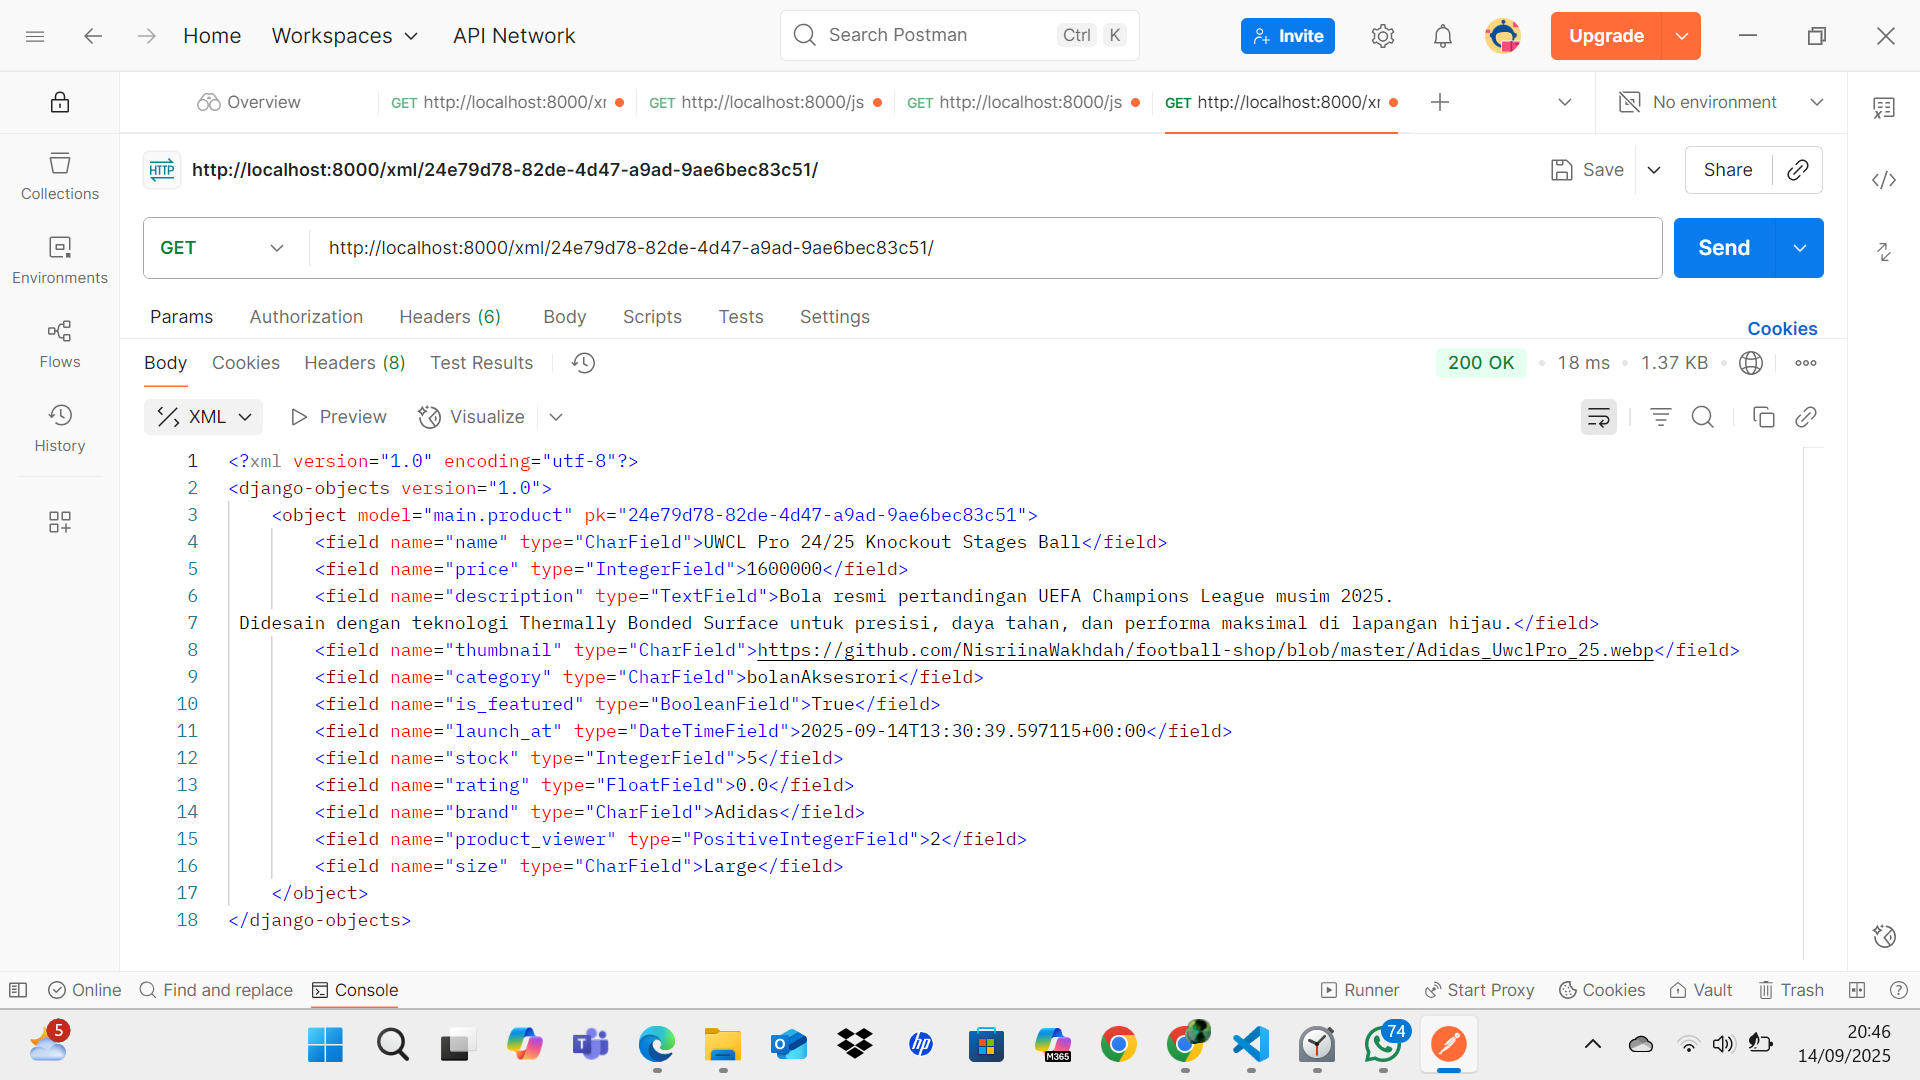 Home Workspaces API Network Search Postman Ctrl K Invite Upgrade
Overview GET http://localhost:8000/xr GET http://localhost:8000/js GET http://localhost:8000/js GET http://localhost:8000/xr No environment
HTTP http://localhost:8000/xml/24e79d78-82de-4d47-a9ad-9ae6bec83c51/ Save Share
Collections
GET http://localhost:8000/xml/24e79d78-82de-4d47-a9ad-9ae6bec83c51/ Send
Environments
Params Authorization Headers (6) Body Scripts Tests Settings Cookies
Flows
Body Cookies Headers (8) Test Results 200 OK 18 ms 1.37 KB
XML Preview Visualize
History
1 <?xml version="1.0" encoding="utf-8"?>
2 <django-objects version="1.0">
3 <object model="main.product" pk="24e79d78-82de-4d47-a9ad-9ae6bec83c51">
4 <field name="name" type="CharField">UWCL Pro 24/25 Knockout Stages Ball</field>
5 <field name="price" type="IntegerField">1600000</field>
6 <field name="description" type="TextField">Bola resmi pertandingan UEFA Champions League musim 2025.
7 Didesain dengan teknologi Thermally Bonded Surface untuk presisi, daya tahan, dan performa maksimal di lapangan hijau.</field>
8 <field name="thumbnail" type="CharField">https://github.com/NisriinaWakhdah/football-shop/blob/master/Adidas_UwclPro_25.webp</field>
9 <field name="category" type="CharField">bolanAksesrori</field>
10 <field name="is_featured" type="BooleanField">True</field>
11 <field name="launch_at" type="DateTimeField">2025-09-14T13:30:39.597115+00:00</field>
12 <field name="stock" type="IntegerField">5</field>
13 <field name="rating" type="FloatField">0.0</field>
14 <field name="brand" type="CharField">Adidas</field>
15 <field name="product_viewer" type="PositiveIntegerField">2</field>
16 <field name="size" type="CharField">Large</field>
17 </object>
18 </django-objects>
Online Find and replace Console Runner Start Proxy Cookies Vault Trash
5 M365 hp 74 20:46
14/09/2025